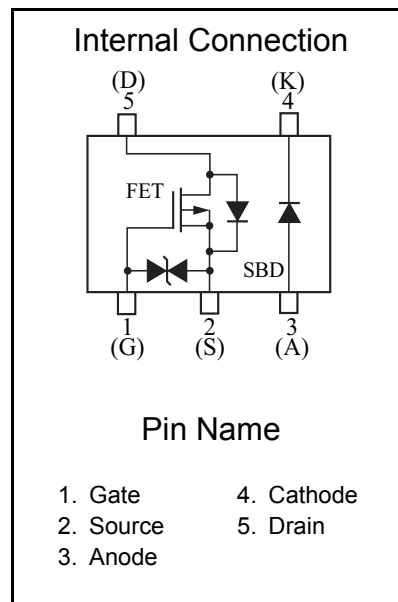 Internal Connection
(D) (K)
5 4
FET
SBD
1 2 3
(G) (S) (A)
Pin Name
1. Gate 4. Cathode
2. Source 5. Drain
3. Anode